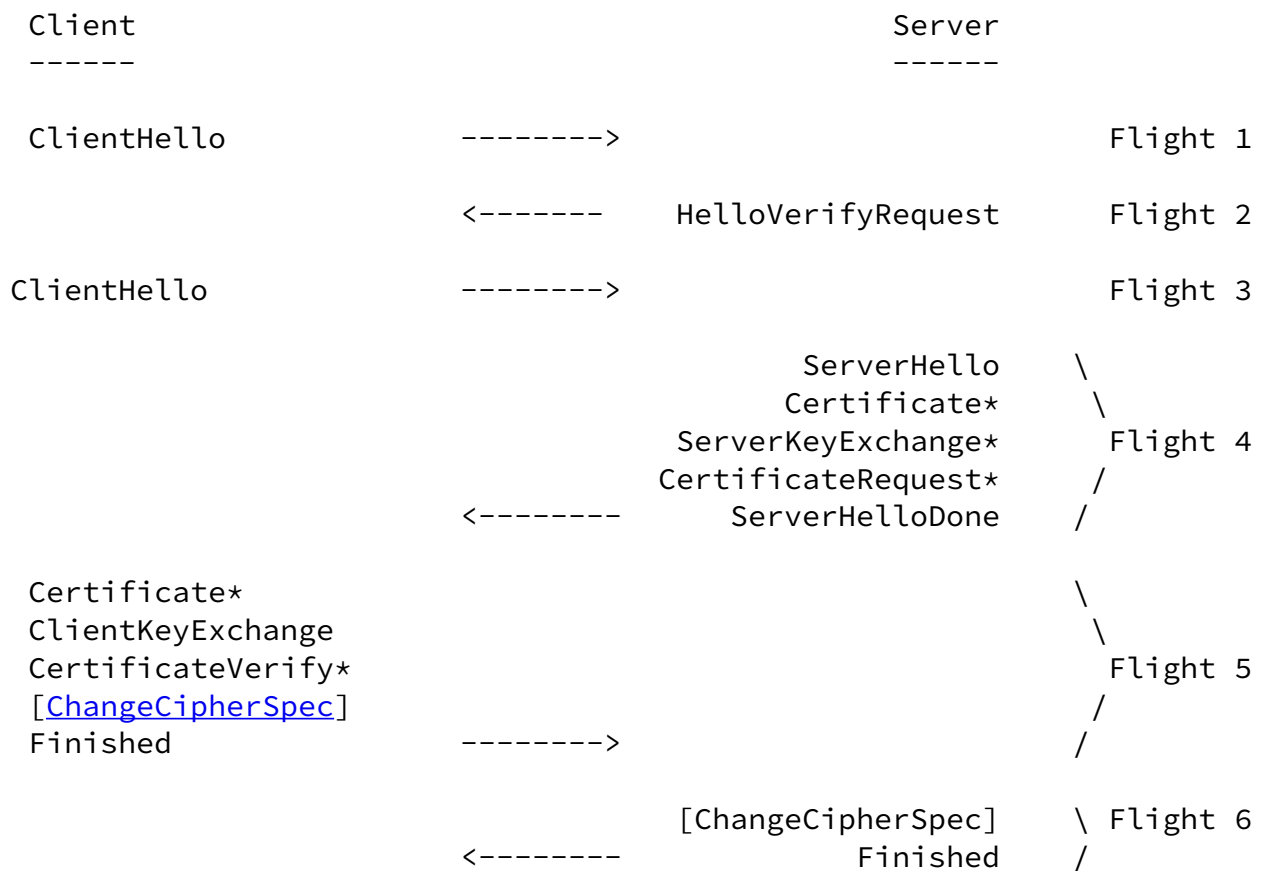 Client                                          Server
------                                          ------

ClientHello             -------->                           Flight 1

                        <-------    HelloVerifyRequest      Flight 2

ClientHello              -------->                           Flight 3

                                           ServerHello    \
                                          Certificate*     \
                                    ServerKeyExchange*      Flight 4
                                   CertificateRequest*     /
                        <--------      ServerHelloDone    /

Certificate*                                              \
ClientKeyExchange                                          \
CertificateVerify*                                          Flight 5
[ChangeCipherSpec]                                         /
Finished                -------->                         /

                                    [ChangeCipherSpec]    \ Flight 6
                        <--------             Finished    /